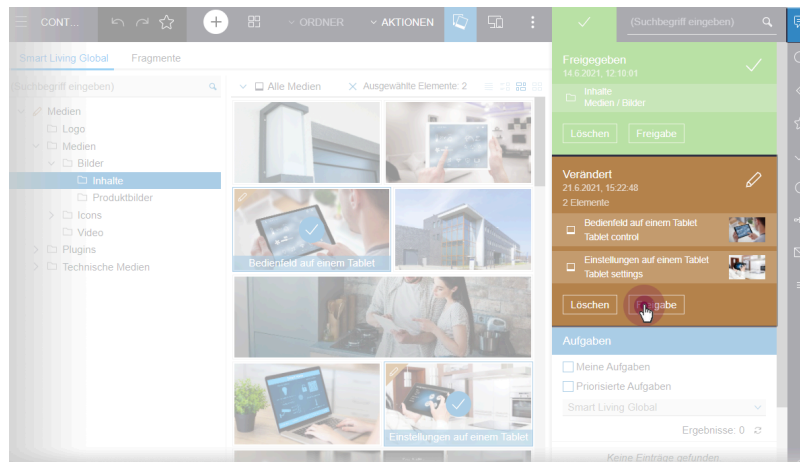 CONT...
ORDNER
AKTIONEN
(Suchbegriff eingeben)
Smart Living Global
Fragmente
Suchbegriff eingeben)
Alle Medien
Ausgewählte Elemente: 2
Medien
Logo
Medien
Bilder
Inhalte
Produktbilder
Icons
Video
Plugins
Technische Medien
Bedienfeld auf einem Tablet
Einstellungen auf einem Tablet
Freigegeben
14.6.2021, 12:10:01
Inhalte
Medien / Bilder
Löschen
Freigabe
Verändert
21.6.2021, 15:22:48
2 Elemente
Bedienfeld auf einem Tablet
Tablet control
Einstellungen auf einem Tablet
Tablet settings
Löschen
Freigabe
Aufgaben
Meine Aufgaben
Priorisierte Aufgaben
Smart Living Global
Ergebnisse: 0
Keine Einträge gefunden